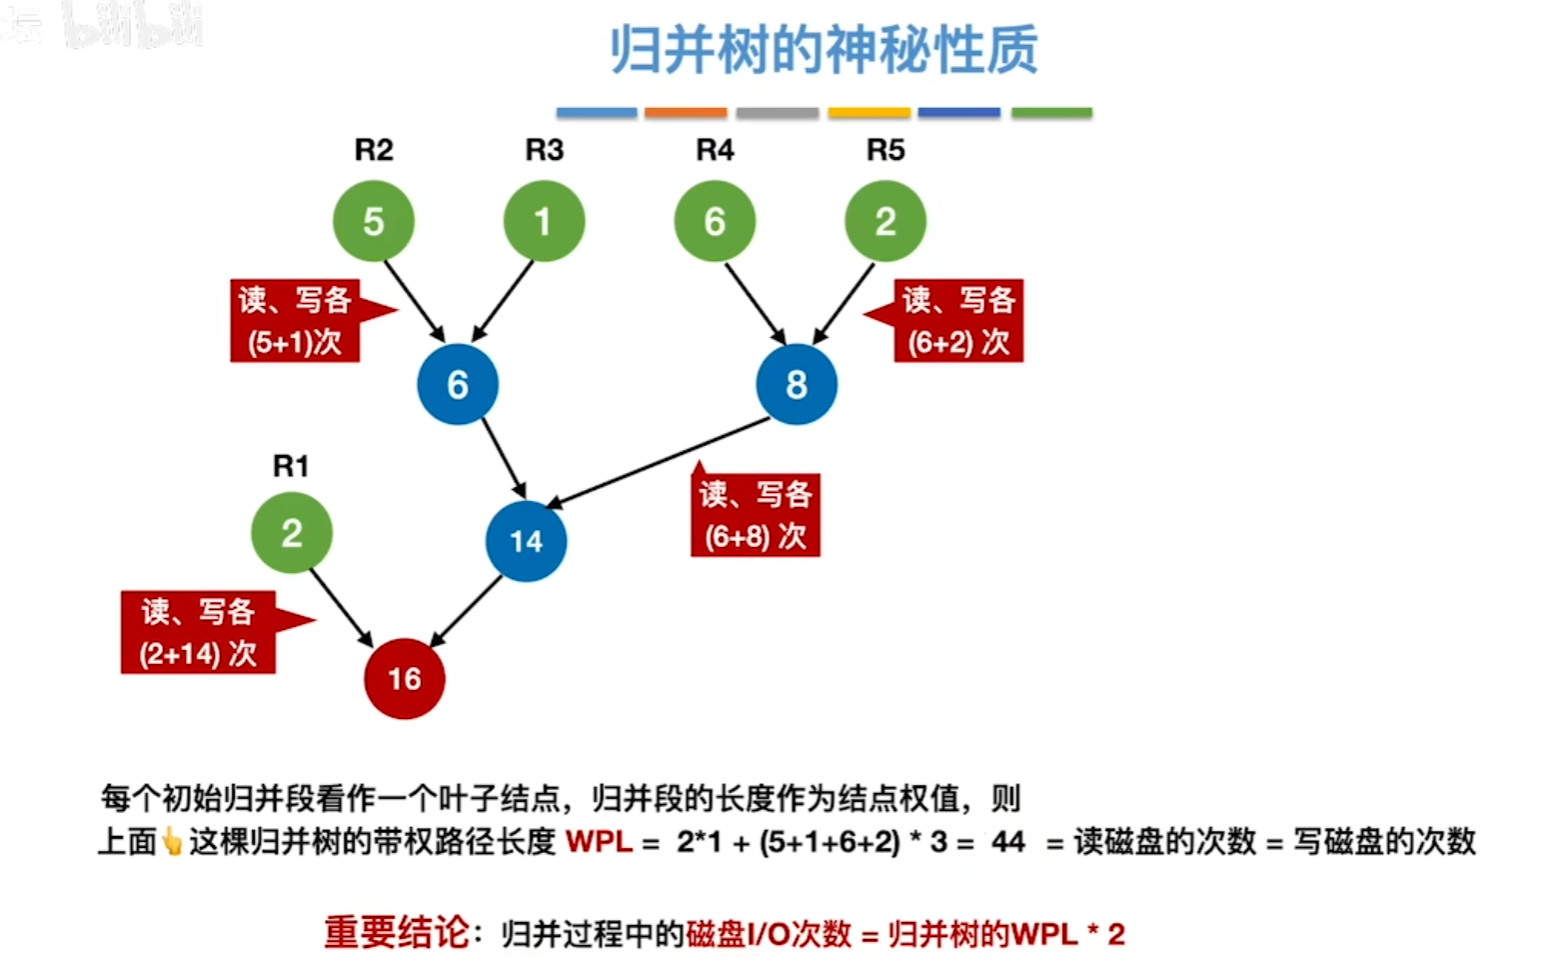 坛 bilibili
归并树的神秘性质
R2 R3 R4 R5
5 1 6 2
读、写各
(5+1)次
读、写各
(6+2) 次
6 8
R1
读、写各
(6+8) 次
2 14
读、写各
(2+14) 次
16
每个初始归并段看作一个叶子结点，归并段的长度作为结点权值，则
上面👆这棵归并树的带权路径长度 WPL = 2*1 + (5+1+6+2) * 3 = 44 = 读磁盘的次数 = 写磁盘的次数
重要结论：归并过程中的磁盘I/O次数 = 归并树的WPL * 2